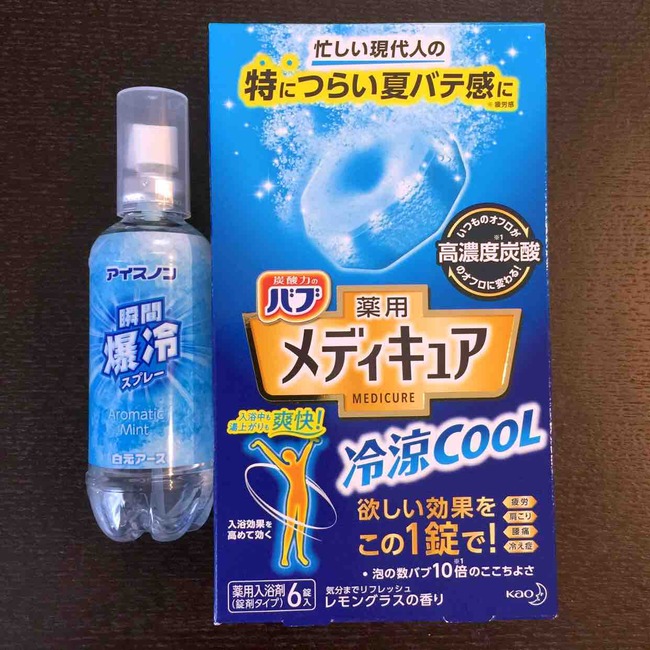 アイスノン
瞬間
爆冷
スプレー
Aromatic
Mint
白元アース
忙しい現代人の
特につらい夏バテ感に
※疲労感
いつものオフロが
※1
高濃度炭酸
のオフロに変わる!
炭酸力の
バブ
薬用
メディキュア
MEDICURE
冷涼COOL
入浴中も
湯上がりも爽快!
入浴効果を
高めて効く
欲しい効果を
この1錠で!
疲労
肩こり
腰痛
冷え症
・泡の数バブ10倍※1のここちよさ
薬用入浴剤
(錠剤タイプ)
6錠入
気分までリフレッシュ
レモングラスの香り
Kao